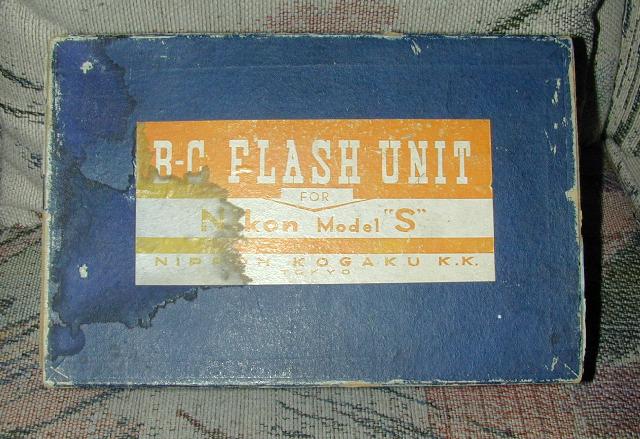 B-C FLASH UNIT
FOR
Nikon Model "S"
NIPPON KOGAKU K.K.
TOKYO